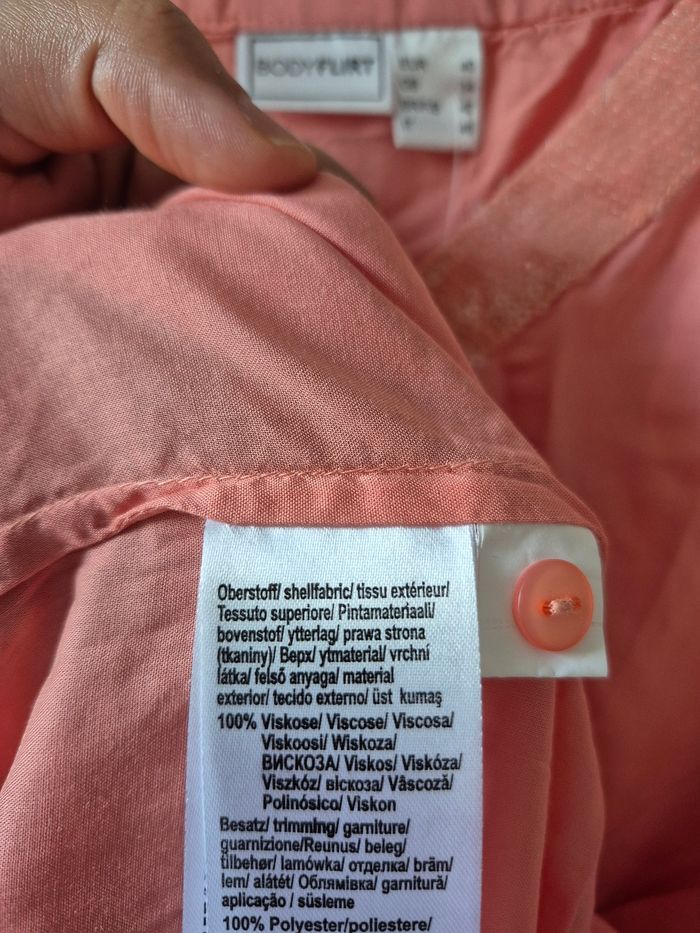 BODYFLIRT
Oberstoff/ shellfabric/ tissu extérieur/
Tessuto superiore/ Pintamateriaali/
bovenstof/ ytterlag/ prawa strona
(tkaniny)/ Верх/ ytmaterial/ vrchní
látka/ felső anyaga/ material
exterior/ tecido externo/ üst kumaş
100% Viskose/ Viscose/ Viscosa/
Viskoosi/ Wiskoza/
ВИСКОЗА/ Viskos/ Viskóza/
Viszkóz/ віскоза/ Vâscoză/
Polinósico/ Viskon
Besatz/ trimming/ garniture/
guarnizione/Reunus/ beleg/
tilbehør/ lamówka/ отделка/ bräm/
lem/ alátét/ Облямівка/ garnitură/
aplicação / süsleme
100% Polyester/poliestere/